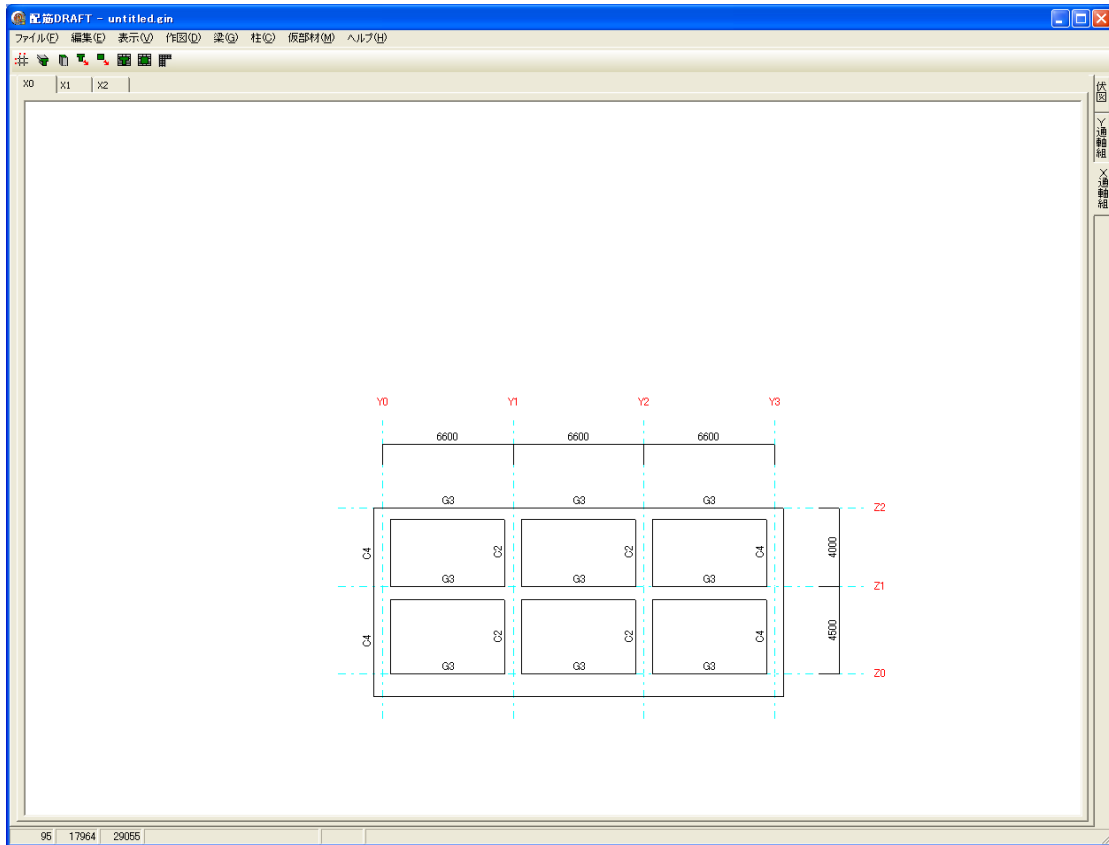 配筋DRAFT - untitled.gin
ファイル(F) 編集(E) 表示(V) 作図(D) 梁(G) 柱(C) 仮部材(M) ヘルプ(H)
X0 X1 X2
伏図
Y通軸組
X通軸組
Y0 Y1 Y2 Y3
6600 6600 6600
G3 G3 G3
Z2
C4 C2 C2 C4 4000
G3 G3 G3
Z1
C4 C2 C2 C4 4500
G3 G3 G3
Z0
95 17964 29055